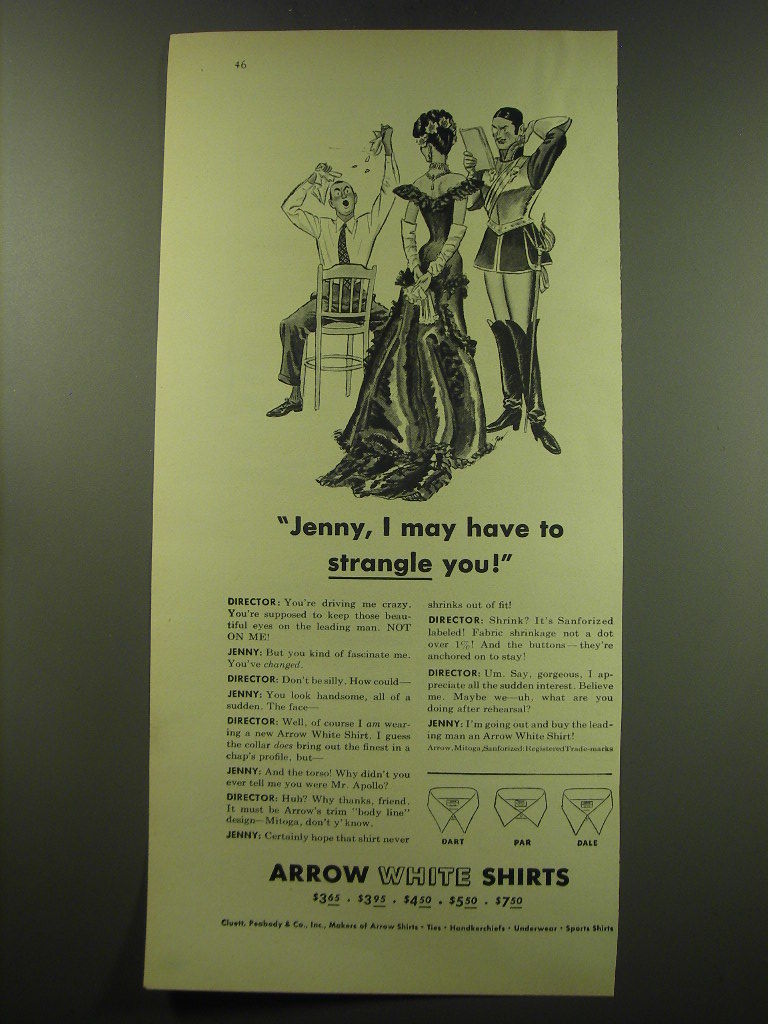 46
"Jenny, I may have to
strangle you!"
DIRECTOR: You're driving me crazy.
You're supposed to keep those beau-
tiful eyes on the leading man. NOT
ON ME!
JENNY: But you kind of fascinate me.
You've changed.
DIRECTOR: Don't be silly. How could—
JENNY: You look handsome, all of a
sudden. The face—
DIRECTOR: Well, of course I am wear-
ing a new Arrow White Shirt. I guess
the collar does bring out the finest in a
chap's profile, but—
JENNY: And the torso! Why didn't you
ever tell me you were Mr. Apollo?
DIRECTOR: Huh? Why thanks, friend.
It must be Arrow's trim "body line"
design—Mitoga, don't y' know.
JENNY: Certainly hope that shirt never
shrinks out of fit!
DIRECTOR: Shrink? It's Sanforized
labeled! Fabric shrinkage not a dot
over 1%! And the buttons—they're
anchored on to stay!
DIRECTOR: Um. Say, gorgeous, I ap-
preciate all the sudden interest. Believe
me. Maybe we—uh, what are you
doing after rehearsal?
JENNY: I'm going out and buy the lead-
ing man an Arrow White Shirt!
Arrow, Mitoga, Sanforized: Registered Trade-marks
DART PAR DALE
ARROW WHITE SHIRTS
$3.65 . $3.95 . $4.50 . $5.50 . $7.50
Cluett, Peabody & Co., Inc., Makers of Arrow Shirts • Ties • Handkerchiefs • Underwear • Sports Shirts